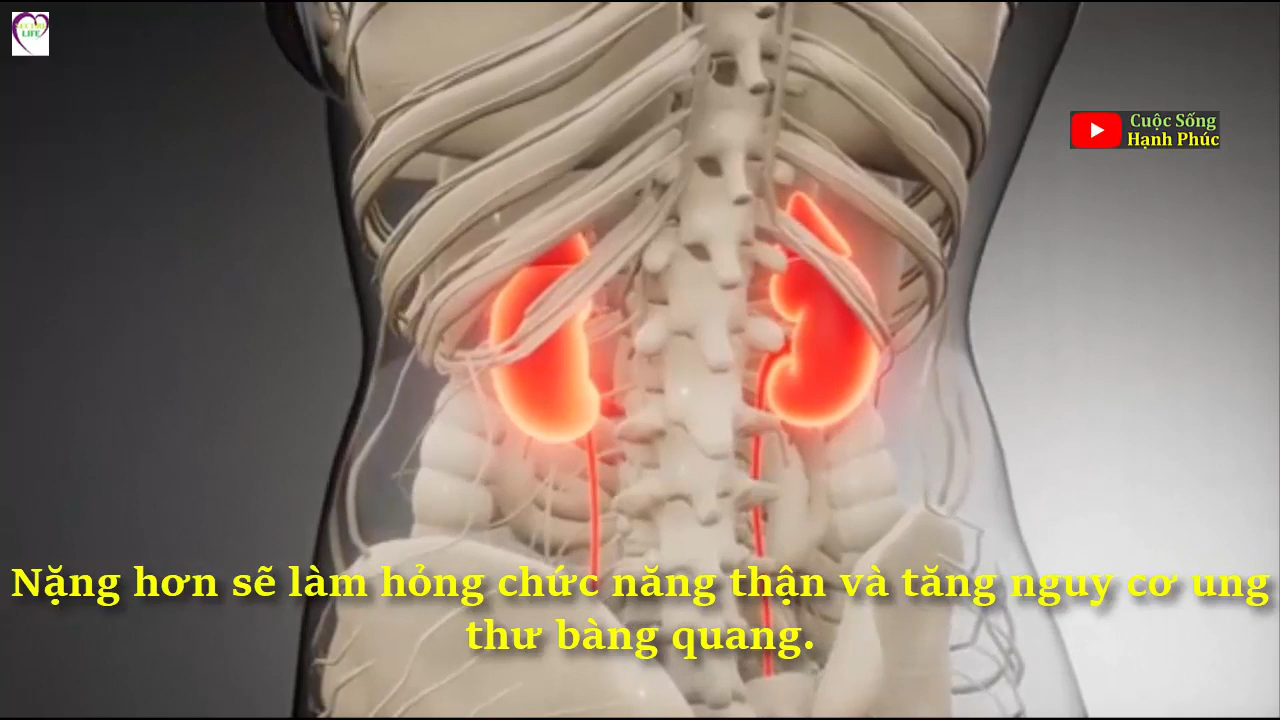 LIFE
Cuộc Sống
Hạnh Phúc
Nặng hơn sẽ làm hỏng chức năng thận và tăng nguy cơ ung
thư bàng quang.